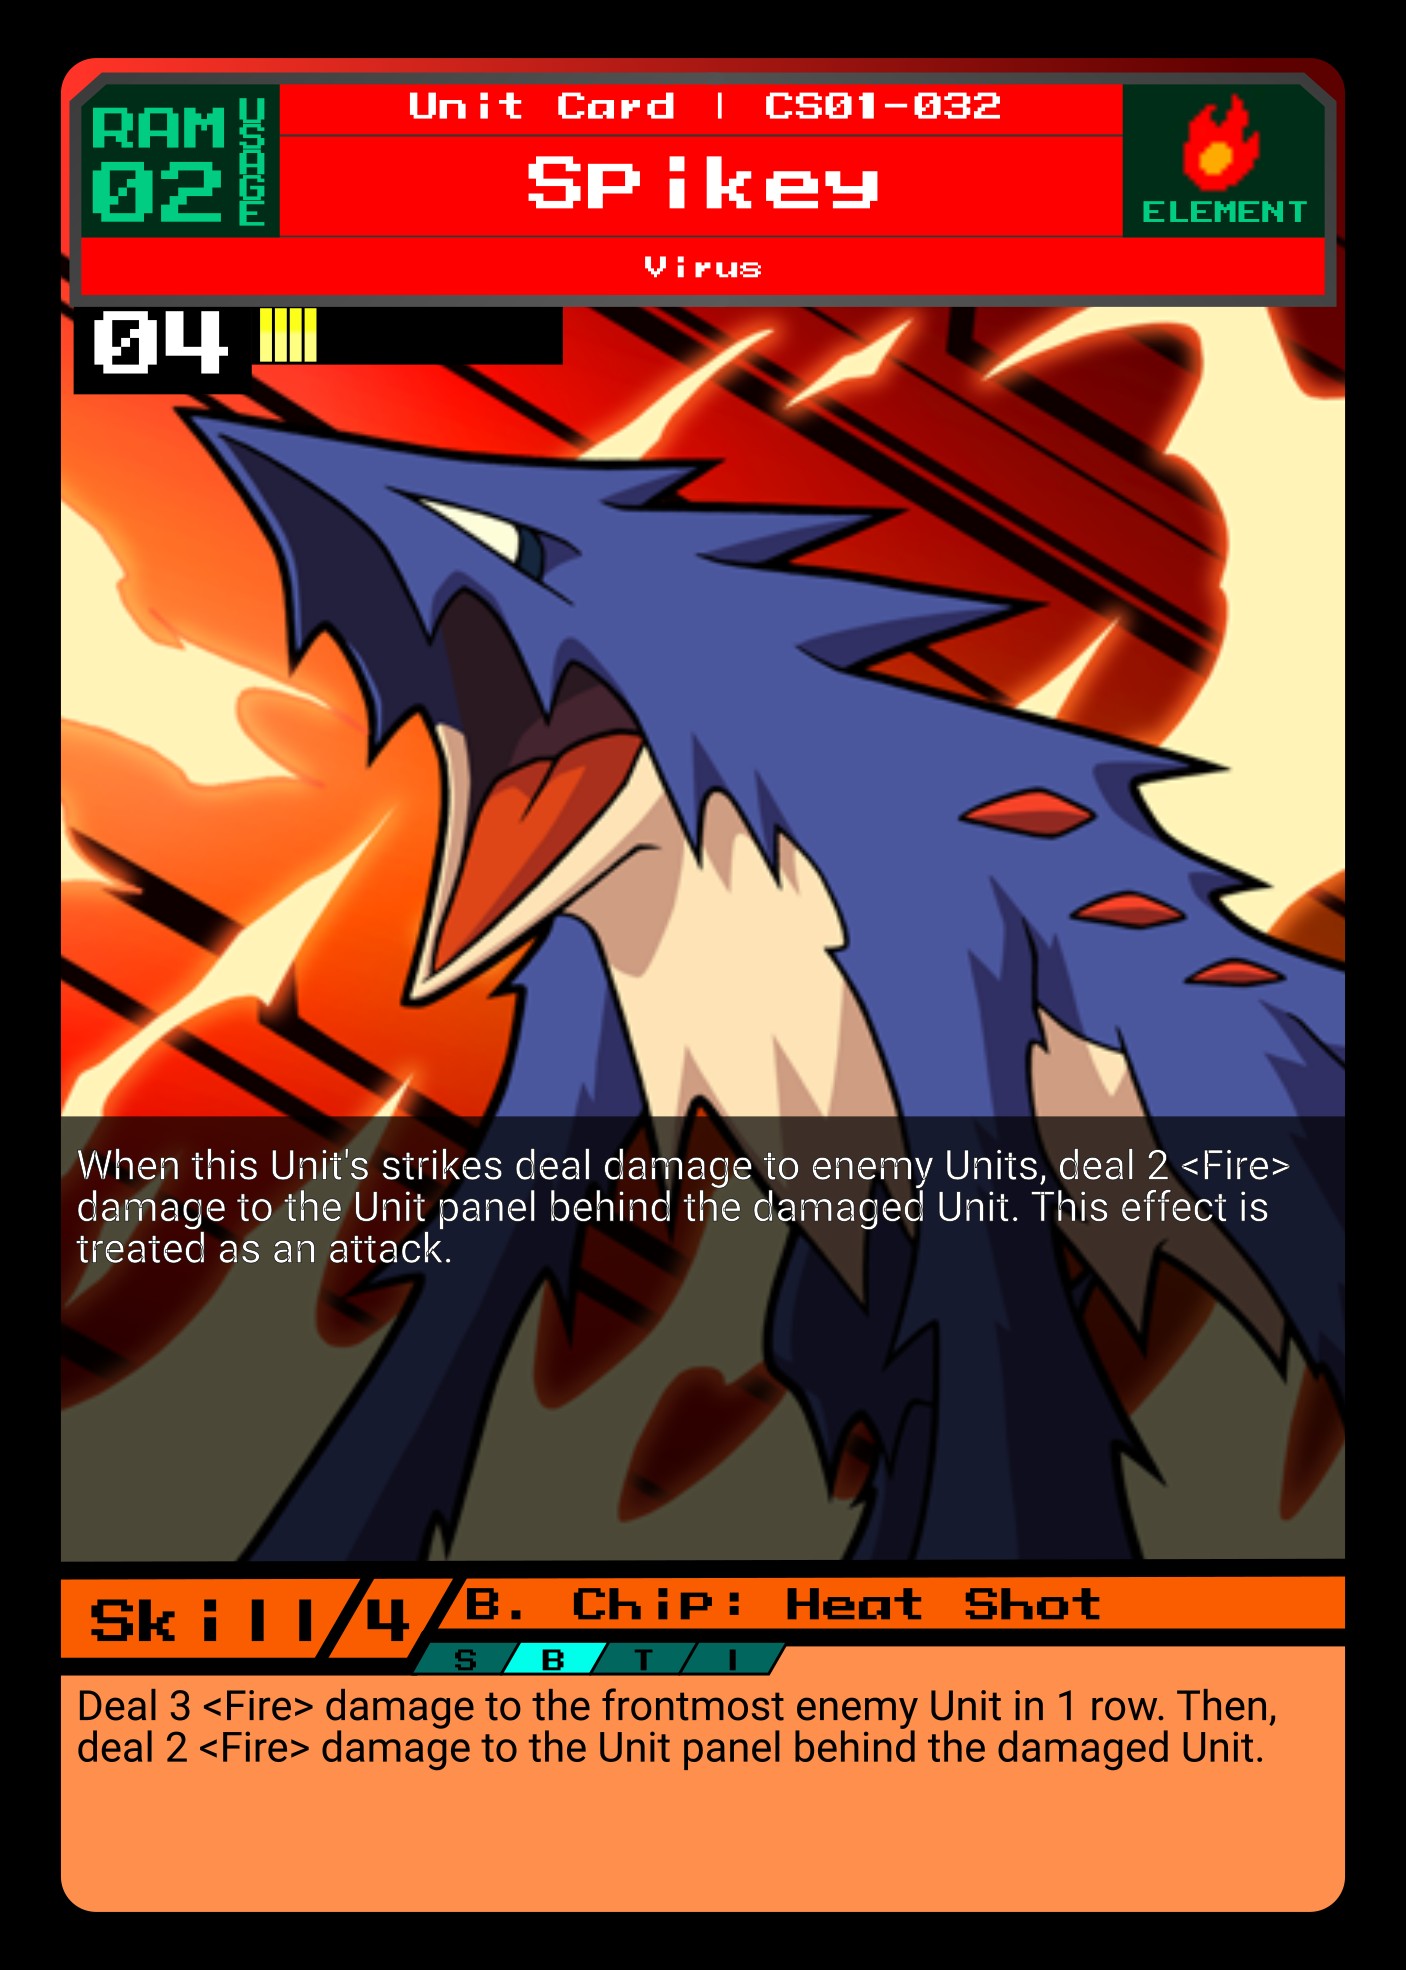 Unit Card | CS01-032
RAM
02
USAGE
Spikey
ELEMENT
Virus
04
When this Unit's strikes deal damage to enemy Units, deal 2 <Fire>
damage to the Unit panel behind the damaged Unit. This effect is
treated as an attack.
Skill/4
B. Chip: Heat Shot
S B T I
Deal 3 <Fire> damage to the frontmost enemy Unit in 1 row. Then,
deal 2 <Fire> damage to the Unit panel behind the damaged Unit.